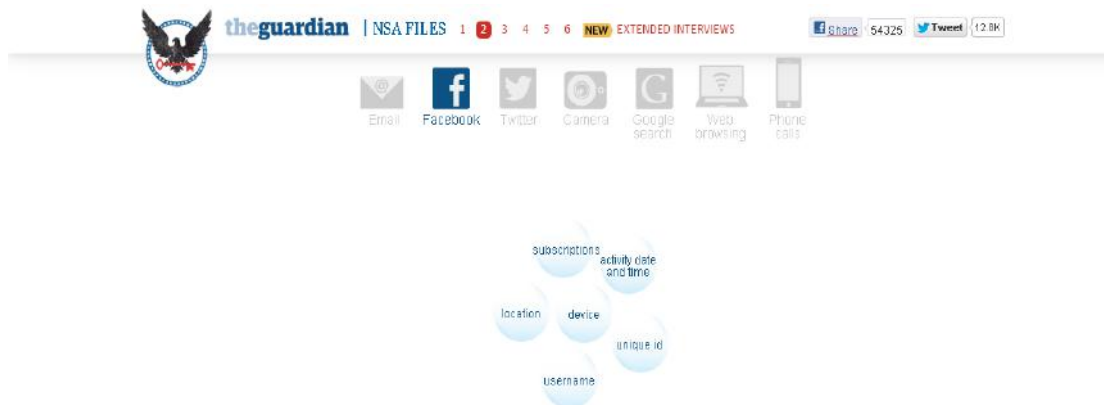 theguardian | NSA FILES 1 2 3 4 5 6 NEW EXTENDED INTERVIEWS f Share 54325 Tweet 12.8K
@ f G
Email Facebook Twitter Camera Google search Web browsing Phone calls
subscriptions
activity date
and time
location device
unique id
username